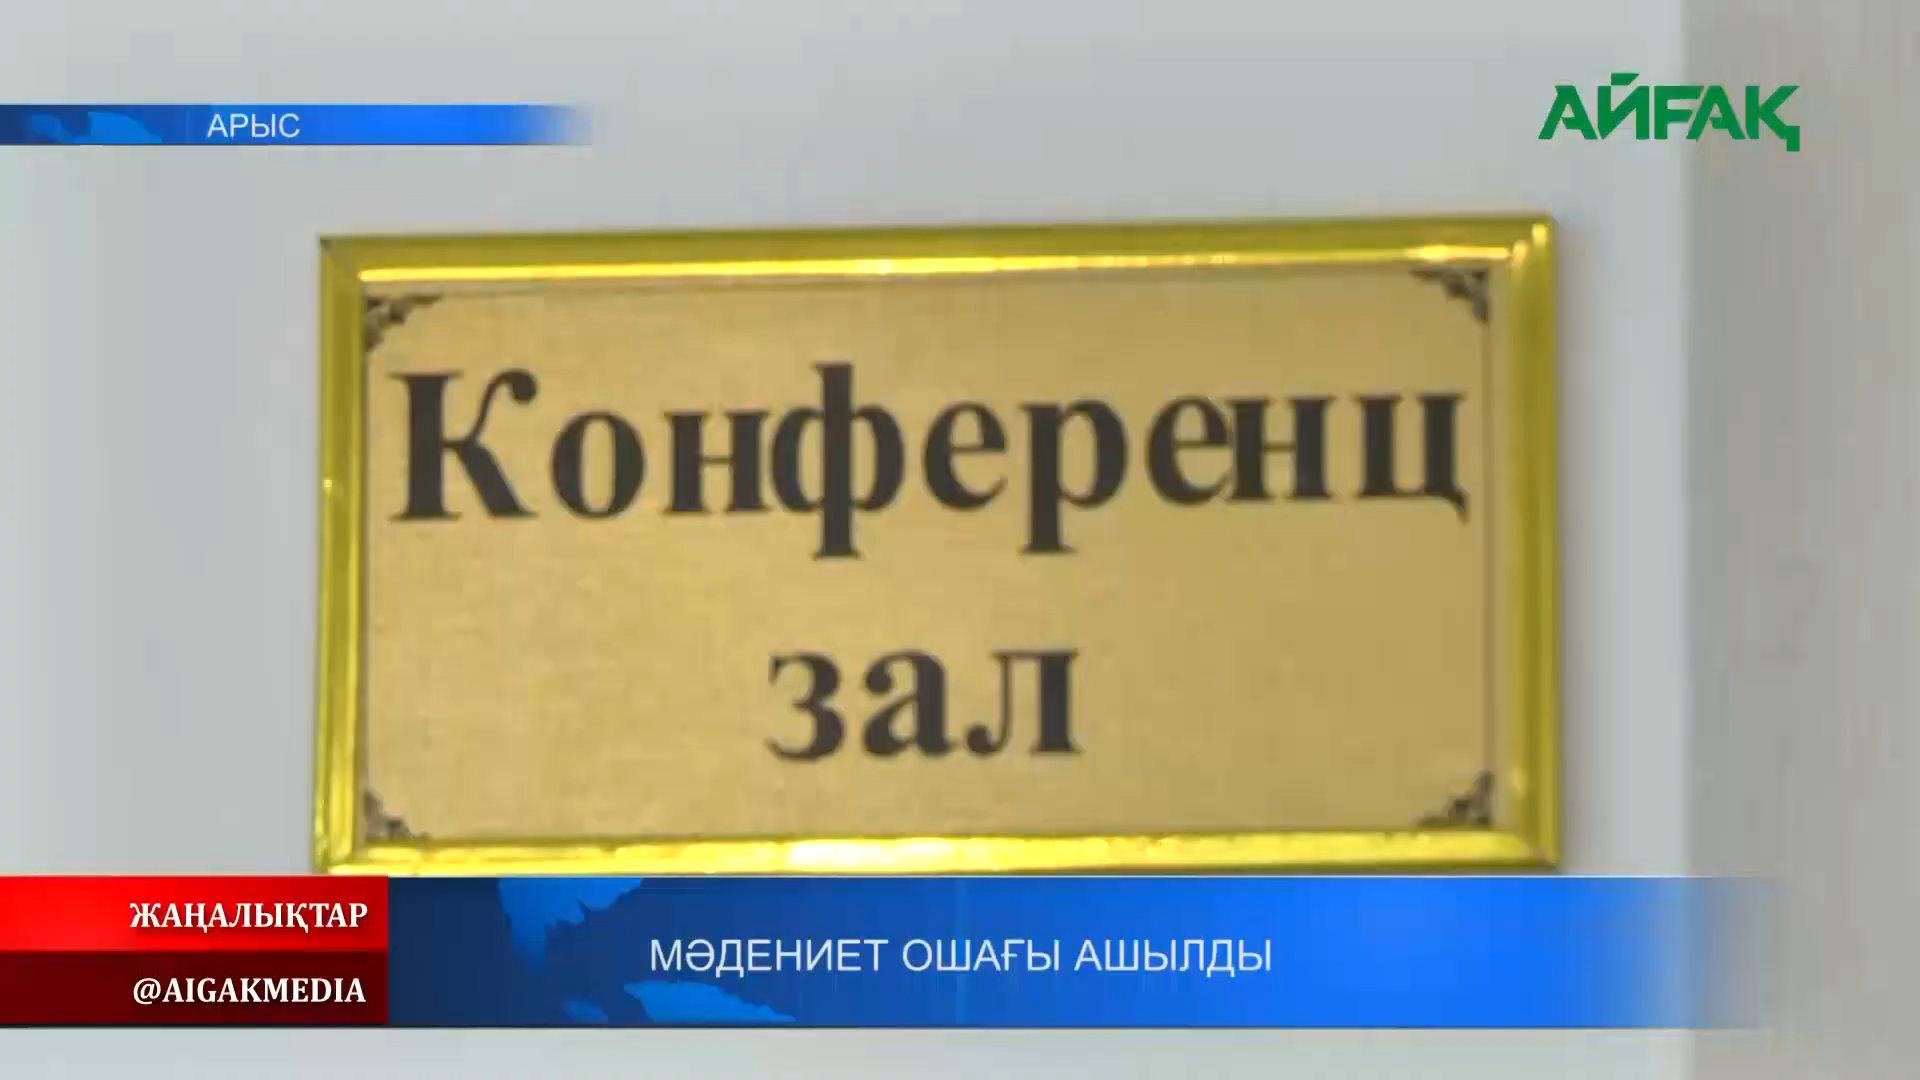 АРЫС
АЙҒАҚ
Конференц
зал
ЖАҢАЛЫҚТАР
@AIGAKMEDIA
МӘДЕНИЕТ ОШАҒЫ АШЫЛДЫ